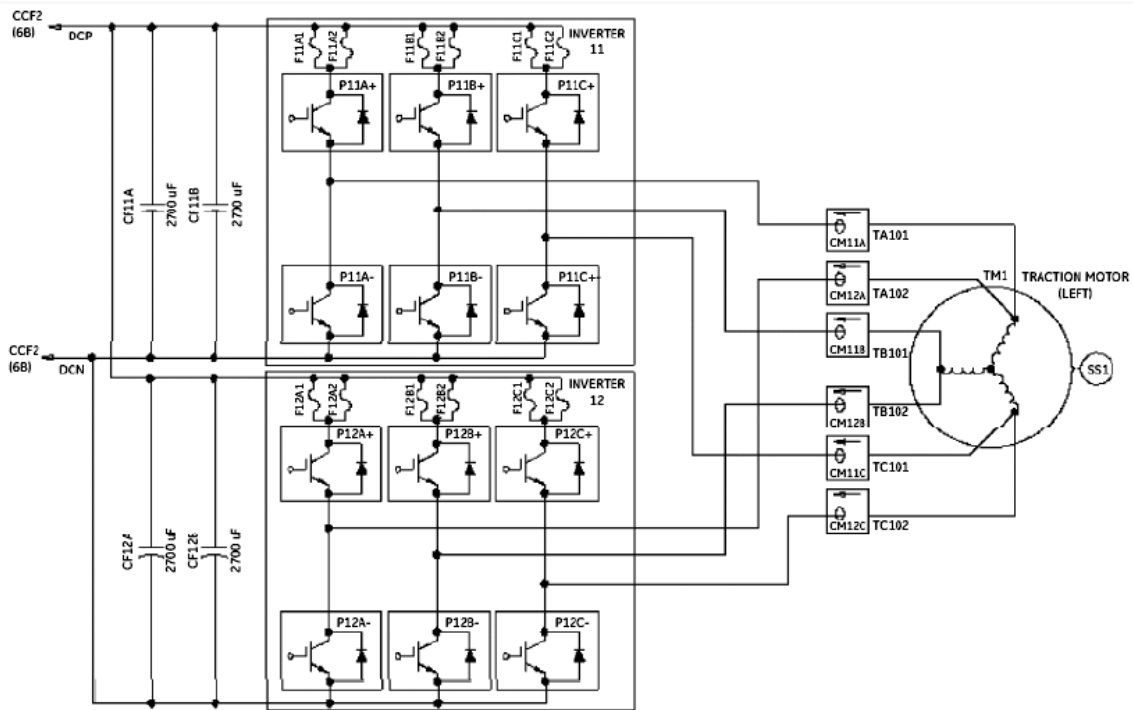 CCF2
(6B)
DCP
F11A1
F11A2
F11B1
F11B2
F11C1
F11C2
INVERTER
11
P11A+
P11B+
P11C+
CF11A
2700 uF
CF11B
2700 uF
P11A-
P11B-
P11C+-
CCF2
(6B)
DCN
F12A1
F12A2
F12B1
F12B2
F12C1
F12C2
INVERTER
12
P12A+
P12B+
P12C+
CF12A
2700 uF
2700 uF
P12A-
P12B-
P12C-
CM11A
TA101
CM12A
TA102
CM11B
TB101
CM12B
TB102
CM11C
TC101
CM12C
TC102
TM1
TRACTION MOTOR
(LEFT)
SS1